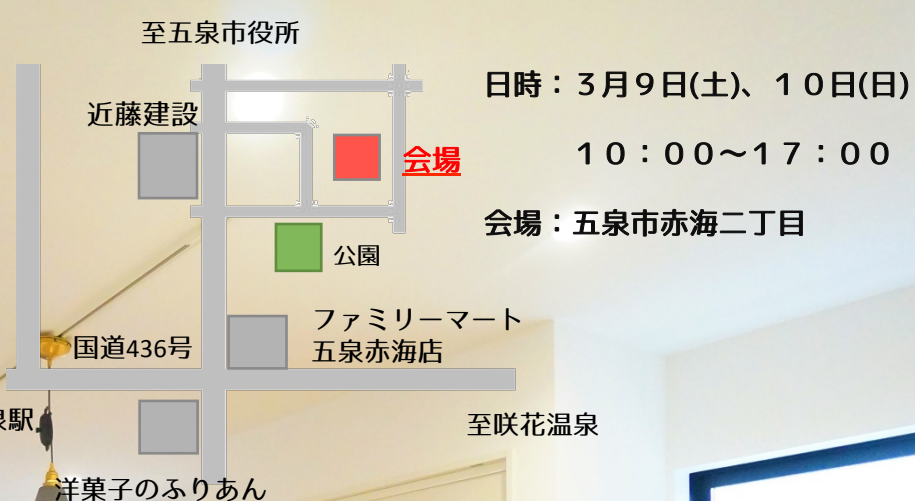 至五泉市役所
近藤建設
会場
公園
ファミリーマート
五泉赤海店
国道436号
駅
至咲花温泉
洋菓子のふりあん
日時：３月９日(土)、１０日(日)
１０：００～１７：００
会場：五泉市赤海二丁目